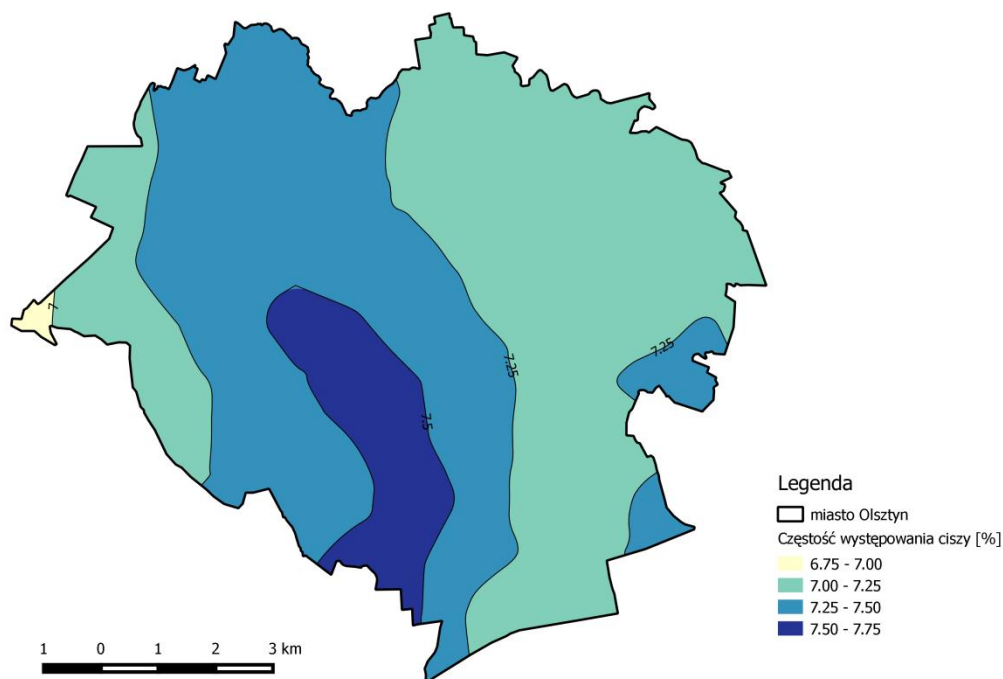 7
7.25
7.25
7.5
Legenda
miasto Olsztyn
Częstość występowania ciszy [%]
6.75 - 7.00
7.00 - 7.25
7.25 - 7.50
7.50 - 7.75
1 0 1 2 3 km